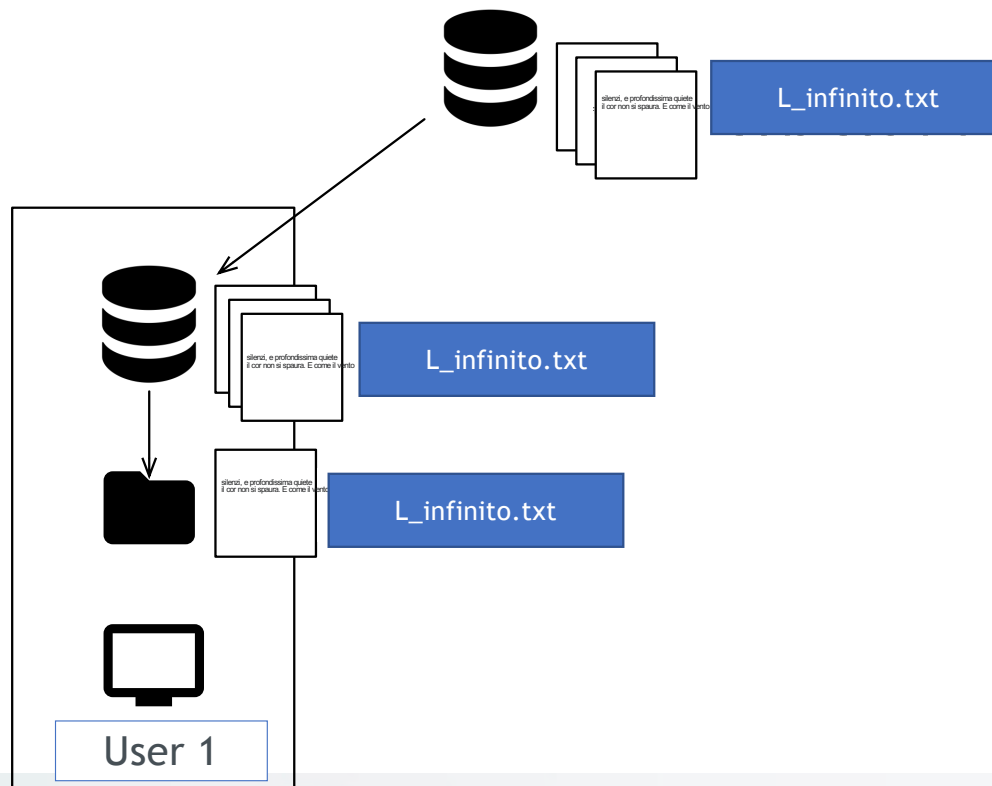 L_infinito.txt
silenzi, e profondissima quiete
il cor non si spaura. E come il vento
L_infinito.txt
silenzi, e profondissima quiete
il cor non si spaura. E come il vento
L_infinito.txt
silenzi, e profondissima quiete
il cor non si spaura. E come il vento
User 1